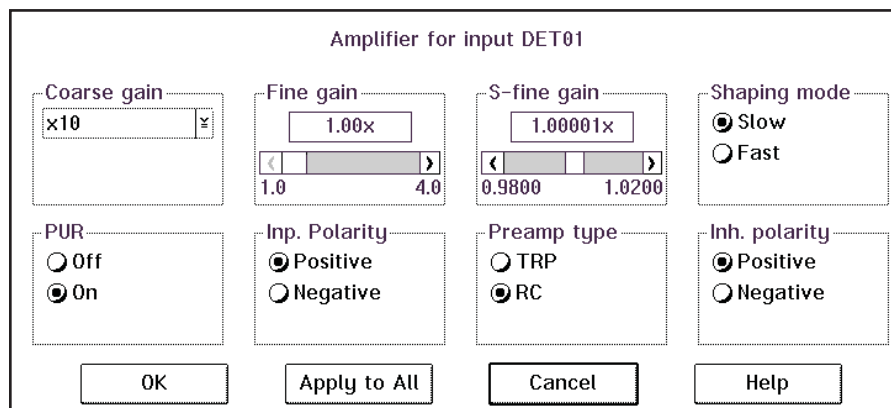 Amplifier for input DET01
Coarse gain
x10
Fine gain
1.00x
1.0 4.0
S-fine gain
1.00001x
0.9800 1.0200
Shaping mode
Slow
Fast
PUR
Off
On
Inp. Polarity
Positive
Negative
Preamp type
TRP
RC
Inh. polarity
Positive
Negative
OK Apply to All Cancel Help